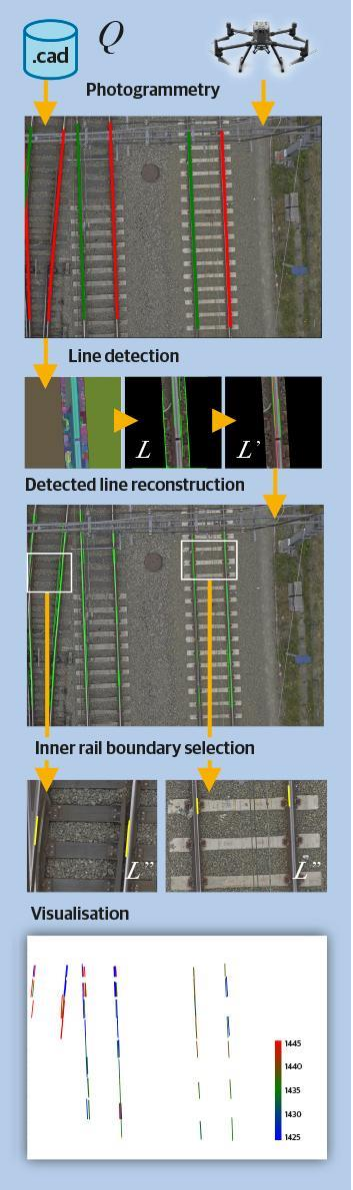 .cad
Q
Photogrammetry
Line detection
L
L’
Detected line reconstruction
Inner rail boundary selection
L”
L”
Visualisation
1445
1440
1435
1430
1425